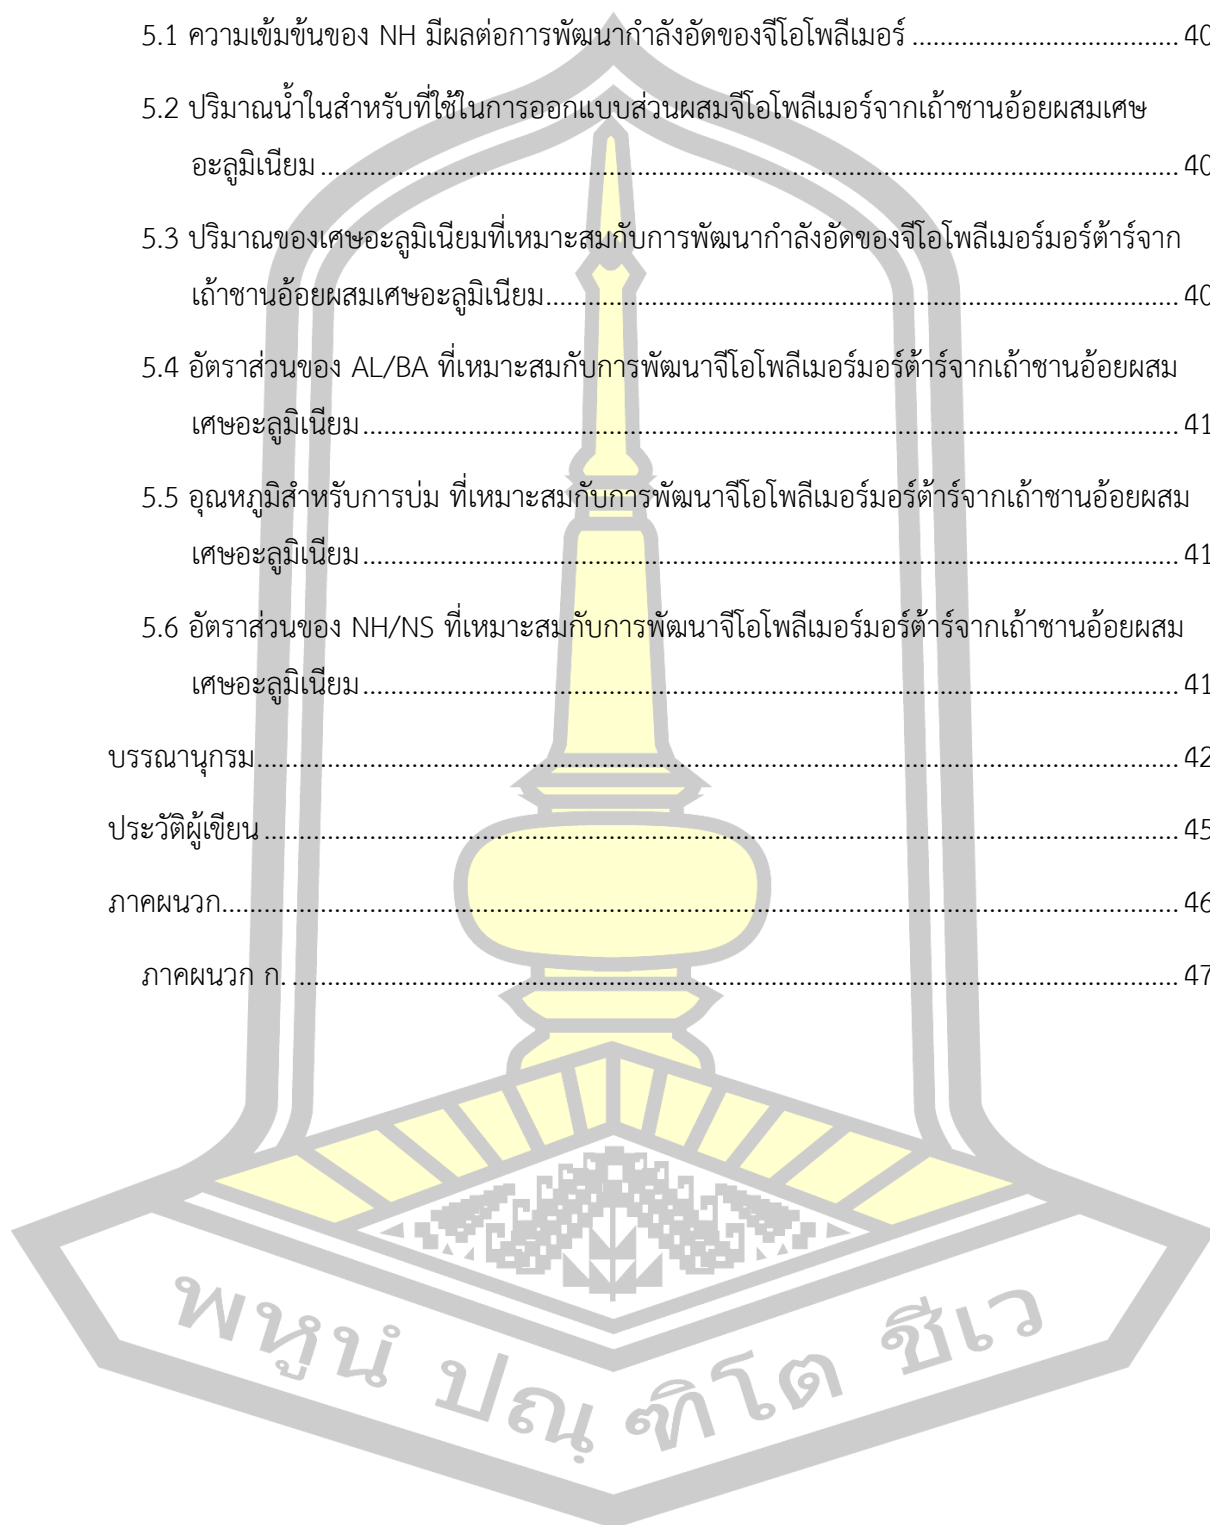 5.1 ความเข้มข้นของ NH มีผลต่อการพัฒนากำลังอัดของจีโอโพลีเมอร์ ................................ 40
5.2 ปริมาณน้ำในสำหรับที่ใช้ในการออกแบบส่วนผสมจีโอโพลีเมอร์จากเถ้าชานอ้อยผสมเศษ
อะลูมิเนียม ................................ 40
5.3 ปริมาณของเศษอะลูมิเนียมที่เหมาะสมกับการพัฒนากำลังอัดของจีโอโพลีเมอร์มอร์ต้าร์จาก
เถ้าชานอ้อยผสมเศษอะลูมิเนียม................................ 40
5.4 อัตราส่วนของ AL/BA ที่เหมาะสมกับการพัฒนาจีโอโพลีเมอร์มอร์ต้าร์จากเถ้าชานอ้อยผสม
เศษอะลูมิเนียม................................ 41
5.5 อุณหภูมิสำหรับการบ่ม ที่เหมาะสมกับการพัฒนาจีโอโพลีเมอร์มอร์ต้าร์จากเถ้าชานอ้อยผสม
เศษอะลูมิเนียม................................ 41
5.6 อัตราส่วนของ NH/NS ที่เหมาะสมกับการพัฒนาจีโอโพลีเมอร์มอร์ต้าร์จากเถ้าชานอ้อยผสม
เศษอะลูมิเนียม................................ 41
บรรณานุกรม................................ 42
ประวัติผู้เขียน ................................ 45
ภาคผนวก................................ 46
ภาคผนวก ก. ................................ 47
พหูนํ ปณฺ ฑิโต ชีเว